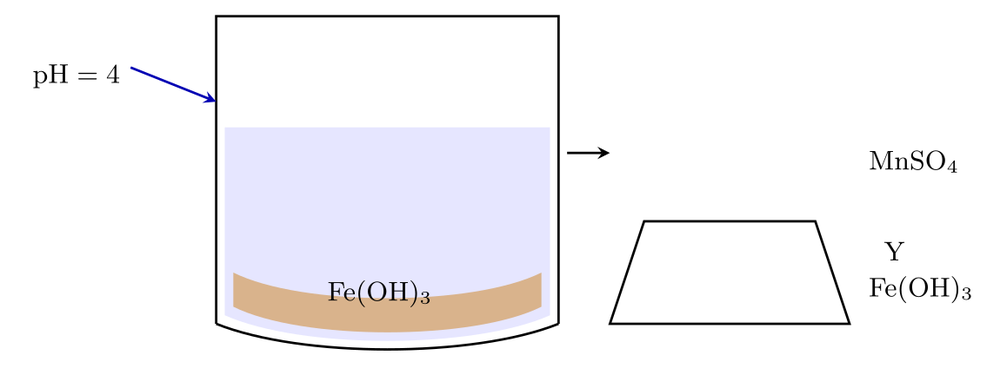 pH = 4
Fe(OH)₃
MnSO₄
Y
Fe(OH)₃